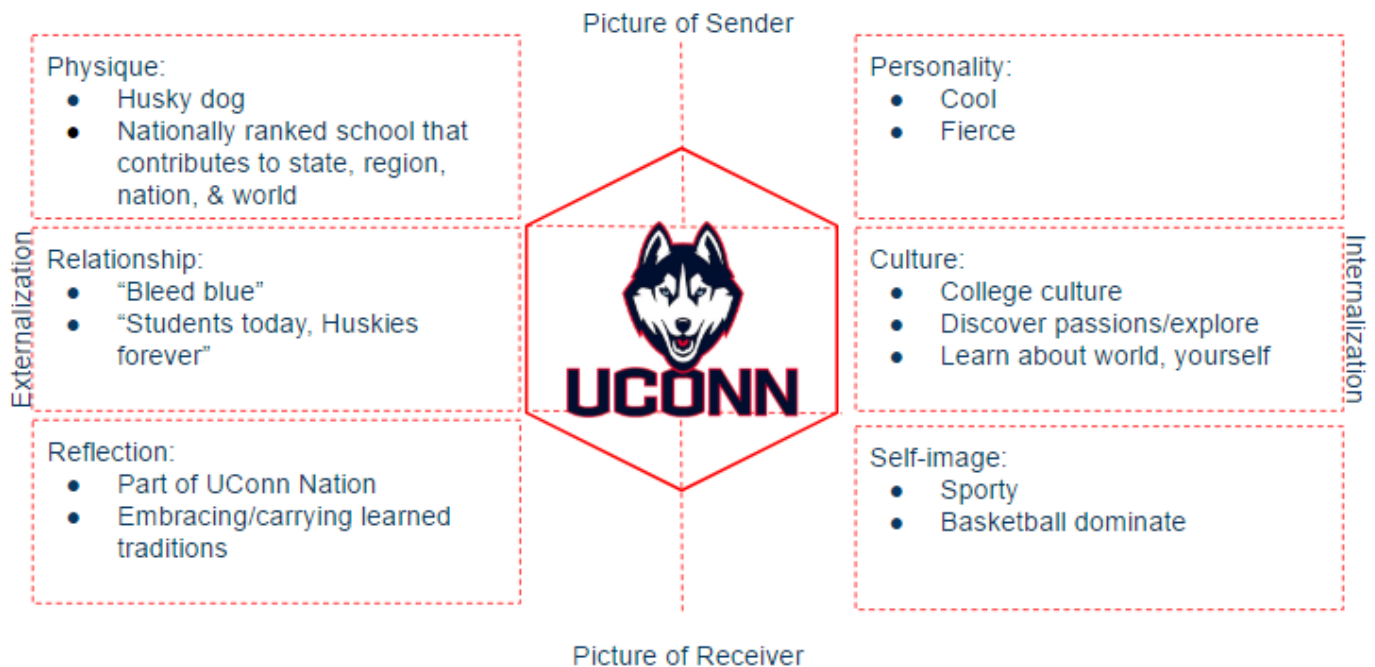 Picture of Sender
Physique:
● Husky dog
● Nationally ranked school that
contributes to state, region,
nation, & world
Personality:
● Cool
● Fierce
Externalization
Relationship:
● “Bleed blue”
● “Students today, Huskies
forever”
UCONN
Culture:
● College culture
● Discover passions/explore
● Learn about world, yourself
Internalization
Reflection:
● Part of UConn Nation
● Embracing/carrying learned
traditions
Self-image:
● Sporty
● Basketball dominate
Picture of Receiver